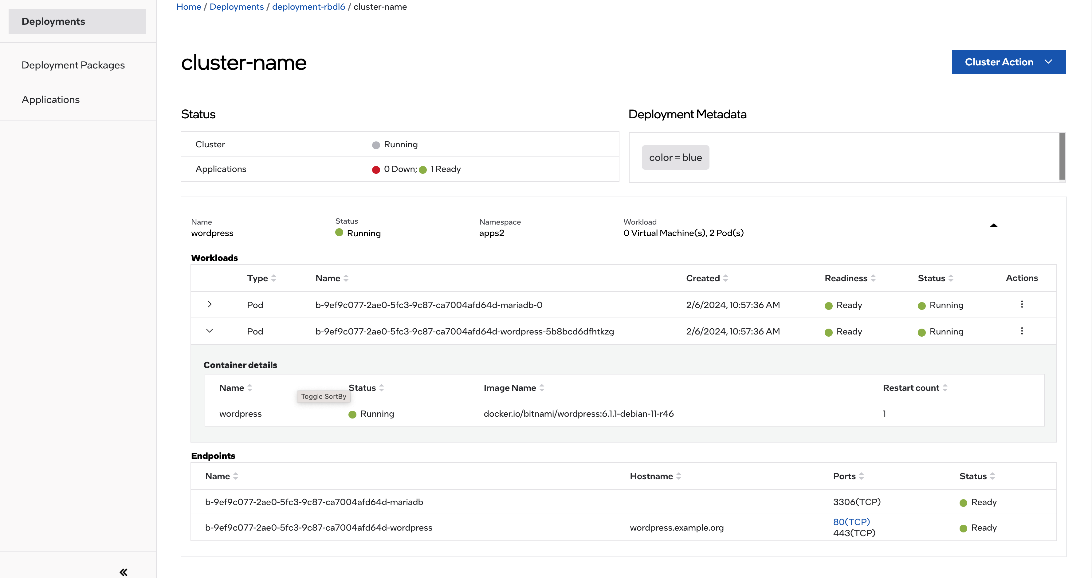 Home / Deployments / deployment-rbdl6 / cluster-name
Deployments
Deployment Packages
Applications
cluster-name
Cluster Action
Status
Cluster Running
Applications 0 Down; 1 Ready
Deployment Metadata
color = blue
Name Status Namespace Workload
wordpress Running apps2 0 Virtual Machine(s), 2 Pod(s)
Workloads
Type Name Created Readiness Status Actions
Pod b-9ef9c077-2ae0-5fc3-9c87-ca7004afd64d-mariadb-0 2/6/2024, 10:57:36 AM Ready Running
Pod b-9ef9c077-2ae0-5fc3-9c87-ca7004afd64d-wordpress-5b8bcd6dfhtkzg 2/6/2024, 10:57:36 AM Ready Running
Container details
Name Status Image Name Restart count
Toggle SortBy
wordpress Running docker.io/bitnami/wordpress:6.1.1-debian-11-r46 1
Endpoints
Name Hostname Ports Status
b-9ef9c077-2ae0-5fc3-9c87-ca7004afd64d-mariadb 3306(TCP) Ready
b-9ef9c077-2ae0-5fc3-9c87-ca7004afd64d-wordpress wordpress.example.org 80(TCP) Ready
443(TCP)